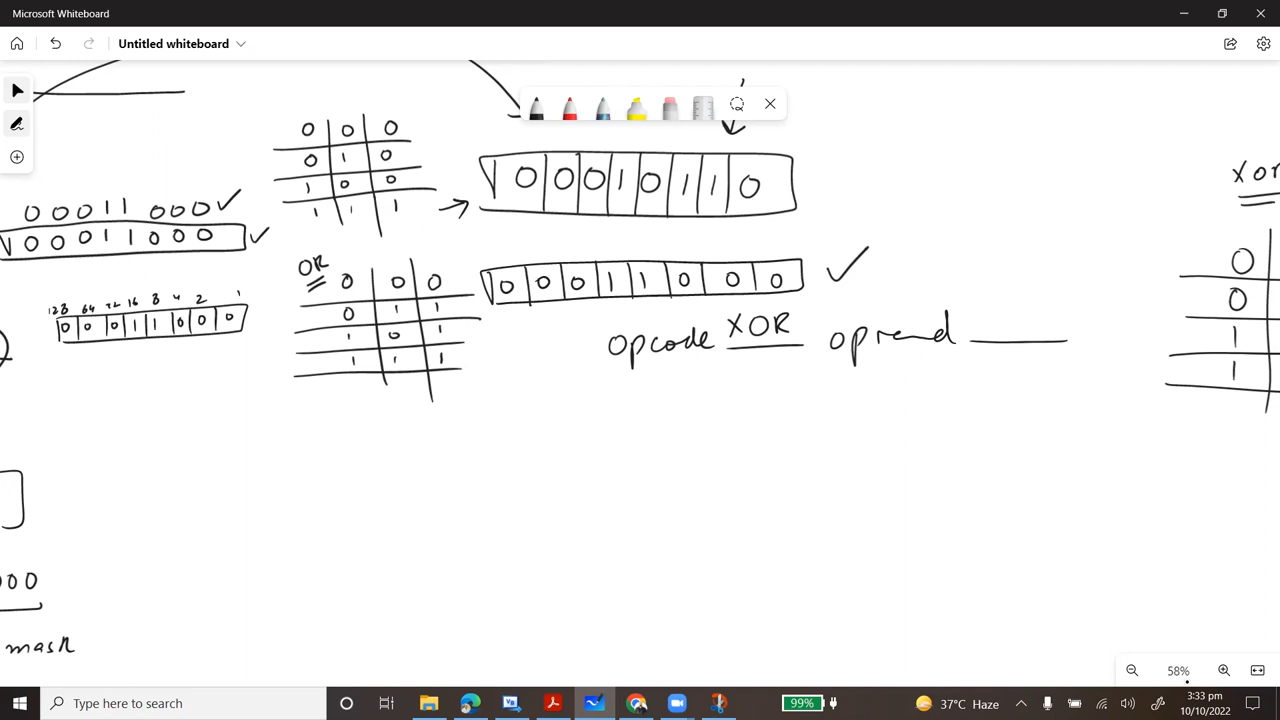 Microsoft Whiteboard
Untitled whiteboard
0 0 0
0 1 0
1 0 0
1 1 1
0 0 0 1 0 1 1 0
XOR
0
0
1
1
0 0 0 1 1 0 0 0
0 0 0 1 1 0 0 0
OR
0 0 0
0 1 1
1 0 1
1 1 1
0 0 0 1 1 0 0 0
128 64 32 16 8 4 2 1
0 0 0 1 1 0 0 0
opcode XOR oprend
000
mask
58%
Type here to search
99%
37°C Haze
3:33 pm
10/10/2022